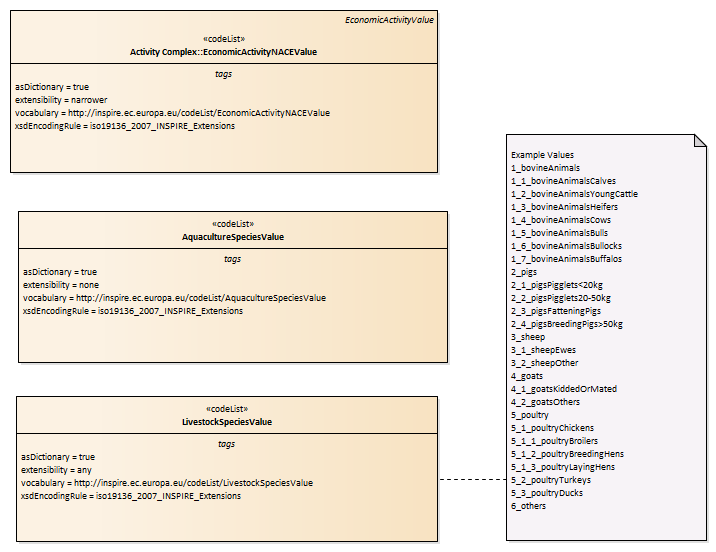 EconomicActivityValue
«codeList»
Activity Complex::EconomicActivityNACEValue
tags
asDictionary = true
extensibility = narrower
vocabulary = http://inspire.ec.europa.eu/codeList/EconomicActivityNACEValue
xsdEncodingRule = iso19136_2007_INSPIRE_Extensions
«codeList»
AquacultureSpeciesValue
tags
asDictionary = true
extensibility = none
vocabulary = http://inspire.ec.europa.eu/codeList/AquacultureSpeciesValue
xsdEncodingRule = iso19136_2007_INSPIRE_Extensions
«codeList»
LivestockSpeciesValue
tags
asDictionary = true
extensibility = any
vocabulary = http://inspire.ec.europa.eu/codeList/LivestockSpeciesValue
xsdEncodingRule = iso19136_2007_INSPIRE_Extensions
Example Values
1_bovineAnimals
1_1_bovineAnimalsCalves
1_2_bovineAnimalsYoungCattle
1_3_bovineAnimalsHeifers
1_4_bovineAnimalsCows
1_5_bovineAnimalsBulls
1_6_bovineAnimalsBullocks
1_7_bovineAnimalsBuffalos
2_pigs
2_1_pigsPigglets<20kg
2_2_pigsPigglets20-50kg
2_3_pigsFatteningPigs
2_4_pigsBreedingPigs>50kg
3_sheep
3_1_sheepEwes
3_2_sheepOther
4_goats
4_1_goatsKiddedOrMated
4_2_goatsOthers
5_poultry
5_1_poultryChickens
5_1_1_poultryBroilers
5_1_2_poultryBreedingHens
5_1_3_poultryLayingHens
5_2_poultryTurkeys
5_3_poultryDucks
6_others